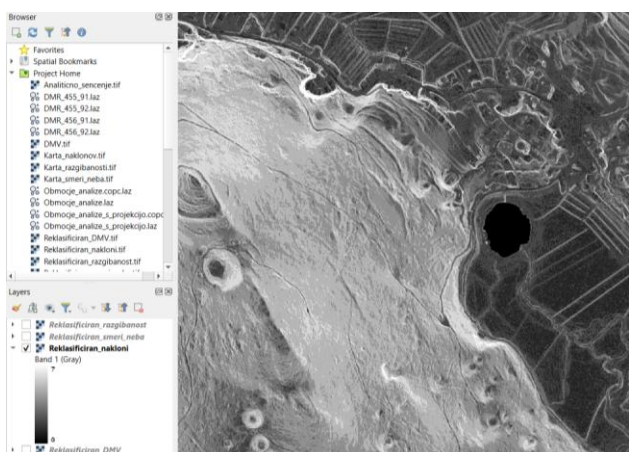 Browser
Favorites
Spatial Bookmarks
Project Home
Analiticno_sencenje.tif
DMR_455_91.laz
DMR_455_92.laz
DMR_456_91.laz
DMR_456_92.laz
DMV.tif
Karta_naklonov.tif
Karta_razgibanosti.tif
Karta_smeri_neba.tif
Obmocje_analize.copc.laz
Obmocje_analize.laz
Obmocje_analize_s_projekcijo.copc
Obmocje_analize_s_projekcijo.laz
Reklasificiran_DMV.tif
Reklasificiran_nakloni.tif
Reklasificiran_razgibanost.tif
Layers
Reklasificiran_razgibanost
Reklasificiran_smeri_neba
Reklasificiran_nakloni
Band 1 (Gray)
7
0
Reklasificiran_DMV